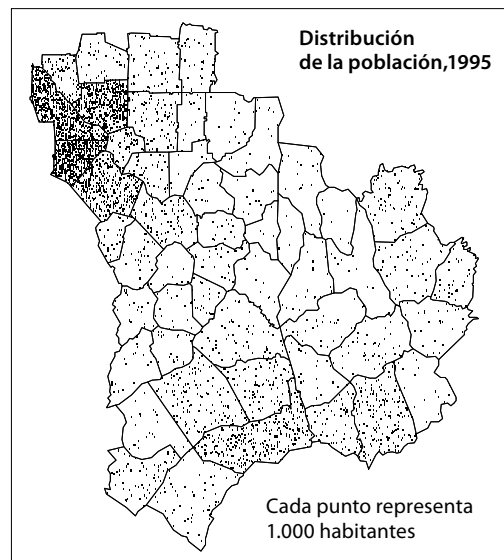 Distribución
de la población,1995
Cada punto representa
1.000 habitantes